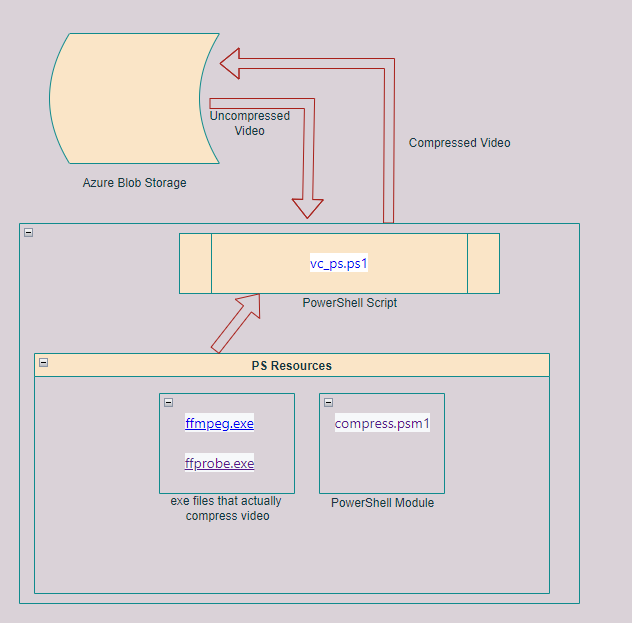 Uncompressed
Video
Compressed Video
Azure Blob Storage
vc_ps.ps1
PowerShell Script
PS Resources
ffmpeg.exe
ffprobe.exe
compress.psm1
exe files that actually
compress video
PowerShell Module